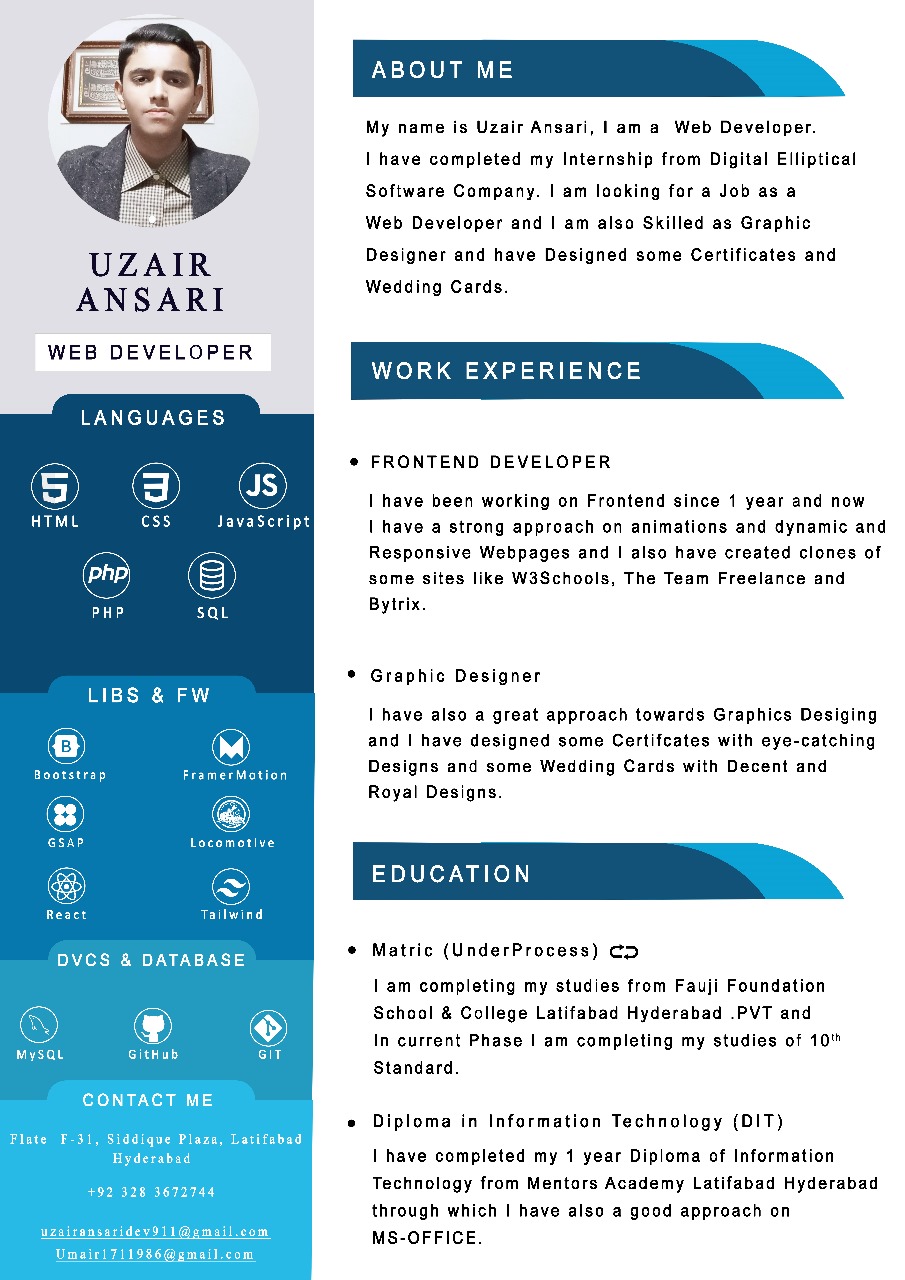 UZAIR
ANSARI
WEB DEVELOPER
LANGUAGES
JS
HTML
CSS
JavaScript
php
PHP
SQL
LIBS & FW
B
Bootstrap
FramerMotion
GSAP
Locomotive
React
Tailwind
DVCS & DATABASE
MySQL
GitHub
GIT
CONTACT ME
Flate F-31, Siddique Plaza, Latifabad
Hyderabad
+92 328 3672744
uzairansaridev911@gmail.com
Umair1711986@gmail.com
ABOUT ME
My name is Uzair Ansari, I am a Web Developer.
I have completed my Internship from Digital Elliptical
Software Company. I am looking for a Job as a
Web Developer and I am also Skilled as Graphic
Designer and have Designed some Certificates and
Wedding Cards.
WORK EXPERIENCE
FRONTEND DEVELOPER
I have been working on Frontend since 1 year and now
I have a strong approach on animations and dynamic and
Responsive Webpages and I also have created clones of
some sites like W3Schools, The Team Freelance and
Bytrix.
Graphic Designer
I have also a great approach towards Graphics Desiging
and I have designed some Certifcates with eye-catching
Designs and some Wedding Cards with Decent and
Royal Designs.
EDUCATION
Matric (UnderProcess)
I am completing my studies from Fauji Foundation
School & College Latifabad Hyderabad .PVT and
In current Phase I am completing my studies of 10th
Standard.
Diploma in Information Technology (DIT)
I have completed my 1 year Diploma of Information
Technology from Mentors Academy Latifabad Hyderabad
through which I have also a good approach on
MS-OFFICE.